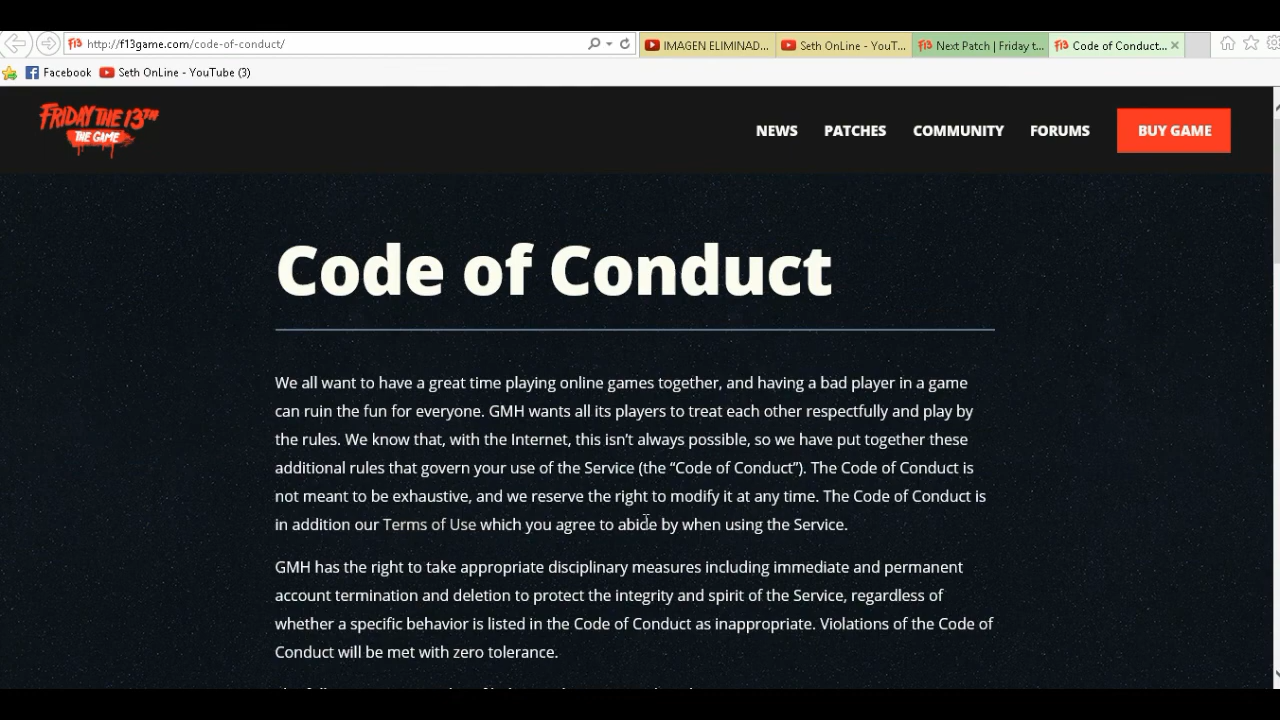 http://f13game.com/code-of-conduct/
IMAGEN ELIMINAD...
Seth OnLine - YouT...
Next Patch | Friday t...
Code of Conduct...
Facebook
Seth OnLine - YouTube (3)
FRIDAY THE 13TH
THE GAME
NEWS
PATCHES
COMMUNITY
FORUMS
BUY GAME
Code of Conduct
We all want to have a great time playing online games together, and having a bad player in a game
can ruin the fun for everyone. GMH wants all its players to treat each other respectfully and play by
the rules. We know that, with the Internet, this isn't always possible, so we have put together these
additional rules that govern your use of the Service (the “Code of Conduct”). The Code of Conduct is
not meant to be exhaustive, and we reserve the right to modify it at any time. The Code of Conduct is
in addition our Terms of Use which you agree to abide by when using the Service.
GMH has the right to take appropriate disciplinary measures including immediate and permanent
account termination and deletion to protect the integrity and spirit of the Service, regardless of
whether a specific behavior is listed in the Code of Conduct as inappropriate. Violations of the Code of
Conduct will be met with zero tolerance.